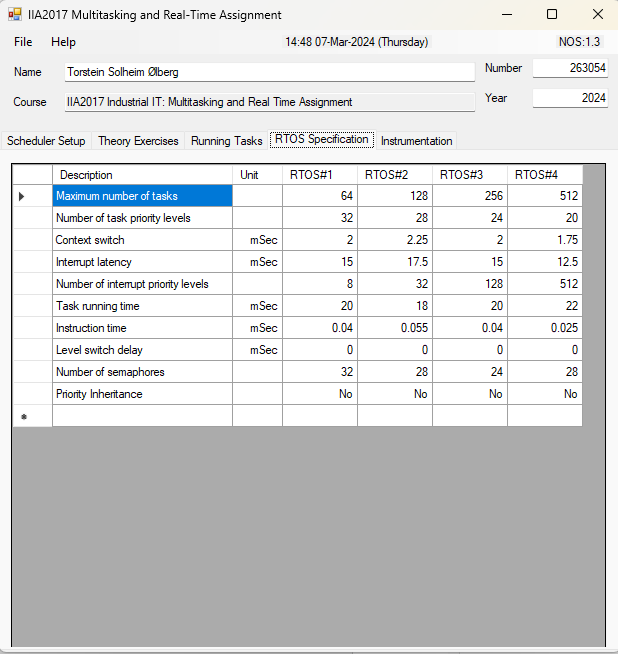 IIA2017 Multitasking and Real-Time Assignment
File Help 14:48 07-Mar-2024 (Thursday) NOS:1.3
Name Torstein Solheim Ølberg Number 263054
Course IIA2017 Industrial IT: Multitasking and Real Time Assignment Year 2024
Scheduler Setup Theory Exercises Running Tasks RTOS Specification Instrumentation
Description Unit RTOS#1 RTOS#2 RTOS#3 RTOS#4
Maximum number of tasks 64 128 256 512
Number of task priority levels 32 28 24 20
Context switch mSec 2 2.25 2 1.75
Interrupt latency mSec 15 17.5 15 12.5
Number of interrupt priority levels 8 32 128 512
Task running time mSec 20 18 20 22
Instruction time mSec 0.04 0.055 0.04 0.025
Level switch delay mSec 0 0 0 0
Number of semaphores 32 28 24 28
Priority Inheritance No No No No